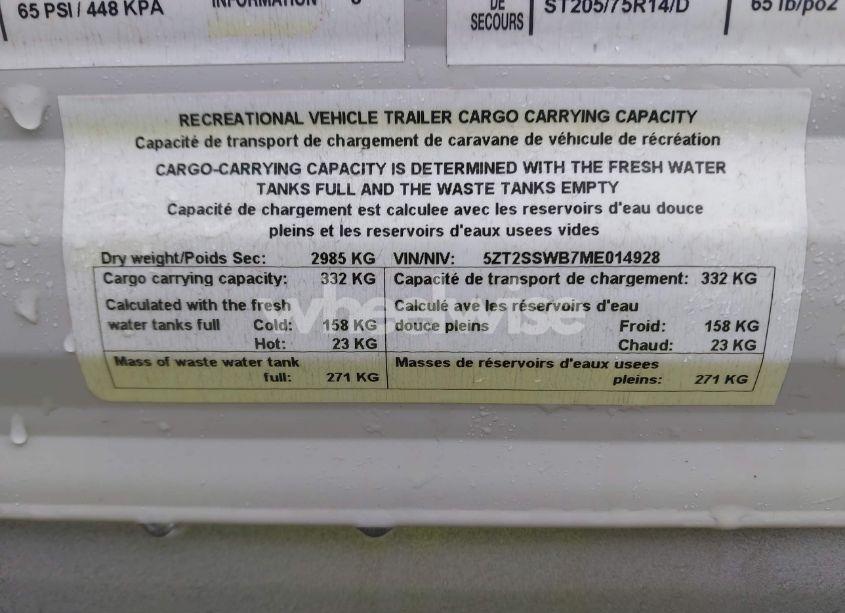 65 PSI / 448 KPA
INFORMATION
DE
SECOURS
ST205/75R14/D
65 lb/po2
RECREATIONAL VEHICLE TRAILER CARGO CARRYING CAPACITY
Capacité de transport de chargement de caravane de véhicule de récréation
CARGO-CARRYING CAPACITY IS DETERMINED WITH THE FRESH WATER
TANKS FULL AND THE WASTE TANKS EMPTY
Capacité de chargement est calculee avec les reservoirs d'eau douce
pleins et les reservoirs d'eaux usees vides
Dry weight/Poids Sec: 2985 KG VIN/NIV: 5ZT2SSWB7ME014928
Cargo carrying capacity: 332 KG Capacité de transport de chargement: 332 KG
Calculated with the fresh Calculé ave les réservoirs d'eau
water tanks full Cold: 158 KG douce pleins Froid: 158 KG
Hot: 23 KG Chaud: 23 KG
Mass of waste water tank Masses de réservoirs d'eaux usees
full: 271 KG pleins: 271 KG
wheelwise